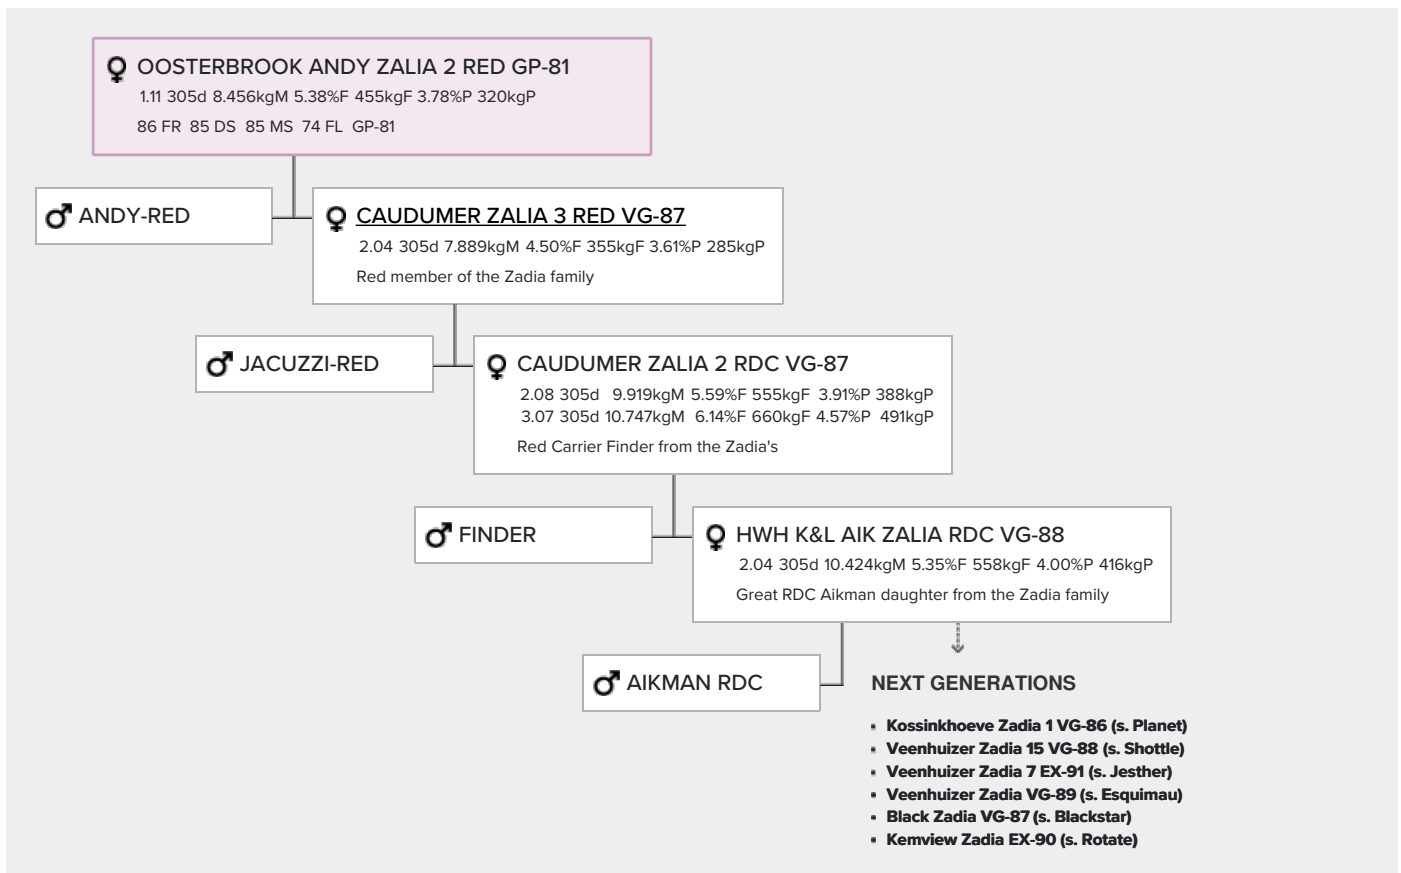 OOSTERBROOK ANDY ZALIA 2 RED GP-81
1.11 305d 8.456kgM 5.38%F 455kgF 3.78%P 320kgP
86 FR 85 DS 85 MS 74 FL GP-81
ANDY-RED
CAUDUMER ZALIA 3 RED VG-87
2.04 305d 7.889kgM 4.50%F 355kgF 3.61%P 285kgP
Red member of the Zadia family
JACUZZI-RED
CAUDUMER ZALIA 2 RDC VG-87
2.08 305d 9.919kgM 5.59%F 555kgF 3.91%P 388kgP
3.07 305d 10.747kgM 6.14%F 660kgF 4.57%P 491kgP
Red Carrier Finder from the Zadia's
FINDER
HWH K&L AIK ZALIA RDC VG-88
2.04 305d 10.424kgM 5.35%F 558kgF 4.00%P 416kgP
Great RDC Aikman daughter from the Zadia family
AIKMAN RDC
NEXT GENERATIONS
• Kossinkhoeve Zadia 1 VG-86 (s. Planet)
• Veenhuizer Zadia 15 VG-88 (s. Shottle)
• Veenhuizer Zadia 7 EX-91 (s. Jesther)
• Veenhuizer Zadia VG-89 (s. Esquimau)
• Black Zadia VG-87 (s. Blackstar)
• Kemview Zadia EX-90 (s. Rotate)